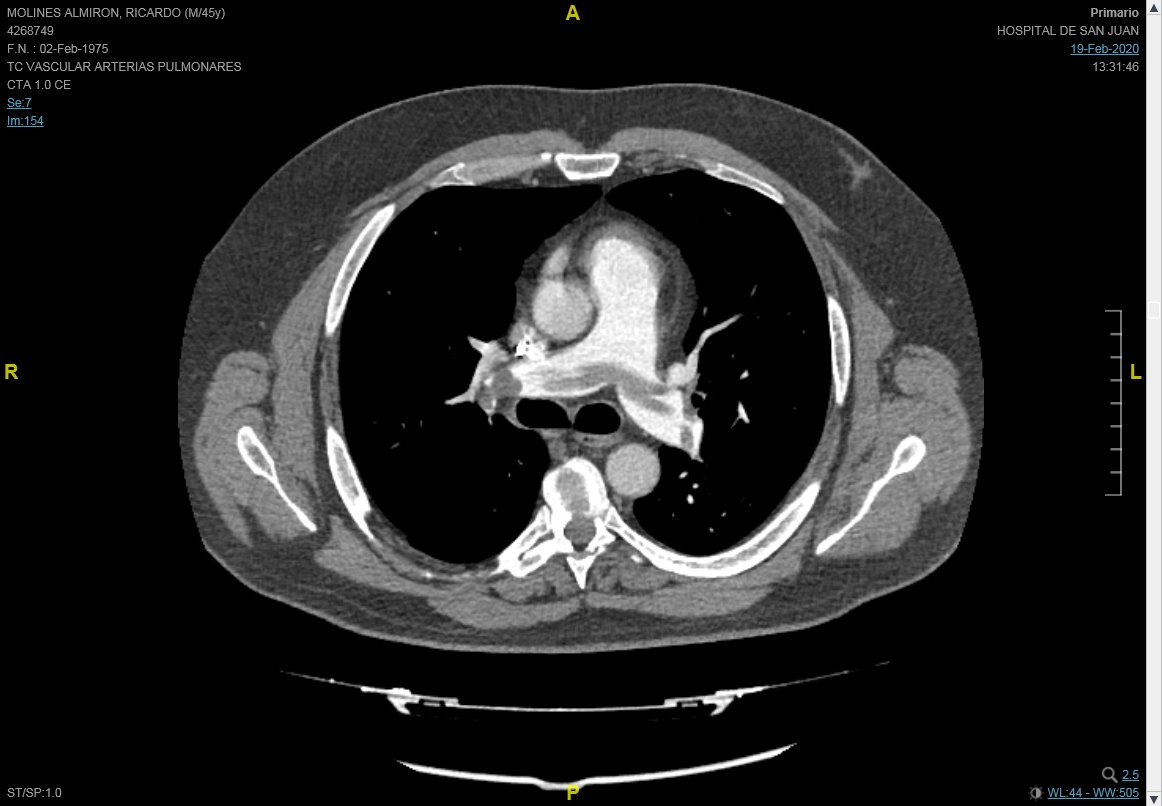 MOLINES ALMIRON, RICARDO (M/45y)
4268749
F.N. : 02-Feb-1975
TC VASCULAR ARTERIAS PULMONARES
CTA 1.0 CE
Se:7
Im:154
A
Primario
HOSPITAL DE SAN JUAN
19-Feb-2020
13:31:46
R
L
ST/SP:1.0
P
2.5
WL:44 - WW:505